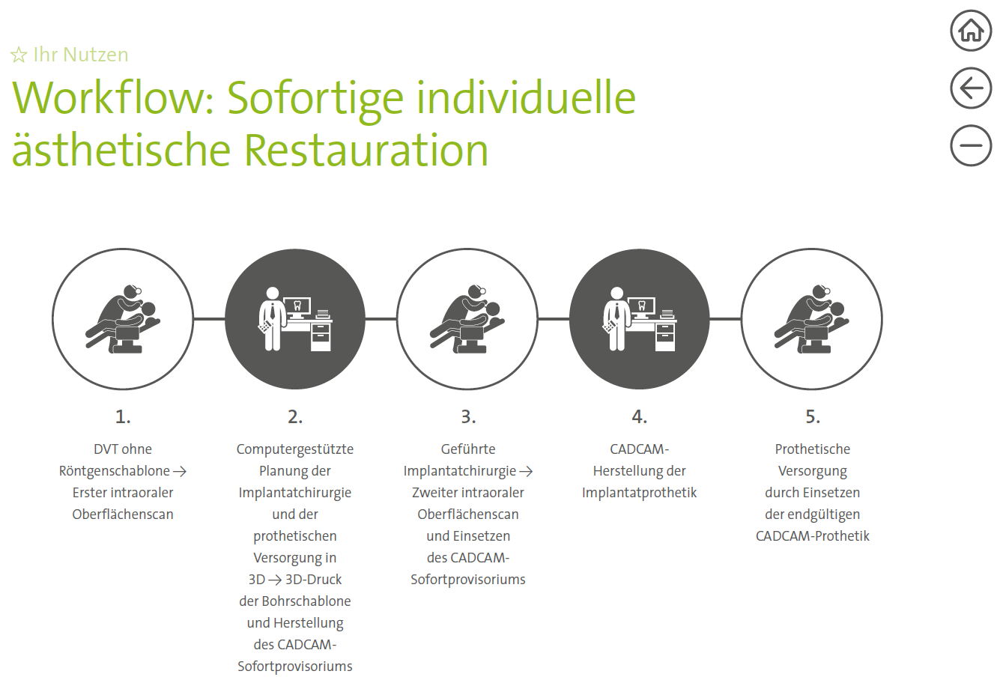 ☆ Ihr Nutzen
Workflow: Sofortige individuelle
ästhetische Restauration
1.
DVT ohne
Röntgenschablone →
Erster intraoraler
Oberflächenscan
2.
Computergestützte
Planung der
Implantatchirurgie
und der
prothetischen
Versorgung in
3D → 3D-Druck
der Bohrschablone
und Herstellung
des CADCAM-
Sofortprovisoriums
3.
Geführte
Implantatchirurgie →
Zweiter intraoraler
Oberflächenscan
und Einsetzen
des CADCAM-
Sofortprovisoriums
4.
CADCAM-
Herstellung der
Implantatprothetik
5.
Prothetische
Versorgung
durch Einsetzen
der endgültigen
CADCAM-Prothetik